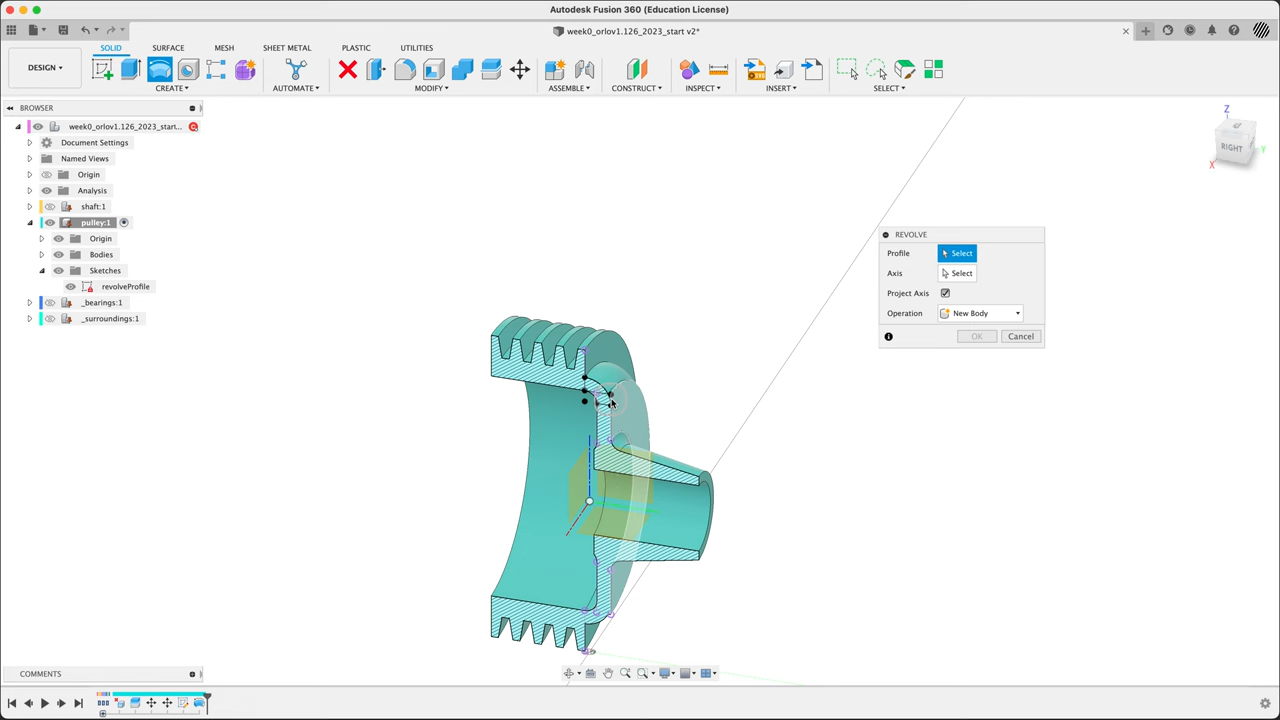 Autodesk Fusion 360 (Education License)
week0_orlov1.126_2023_start v2*
SOLID SURFACE MESH SHEET METAL PLASTIC UTILITIES
DESIGN
CREATE AUTOMATE MODIFY ASSEMBLE CONSTRUCT INSPECT INSERT SELECT
BROWSER
week0_orlov1.126_2023_start...
Document Settings
Named Views
Origin
Analysis
shaft:1
pulley:1
Origin
Bodies
Sketches
revolveProfile
_bearings:1
_surroundings:1
Z
RIGHT
X
Y
REVOLVE
Profile Select
Axis Select
Project Axis
Operation New Body
OK Cancel
COMMENTS